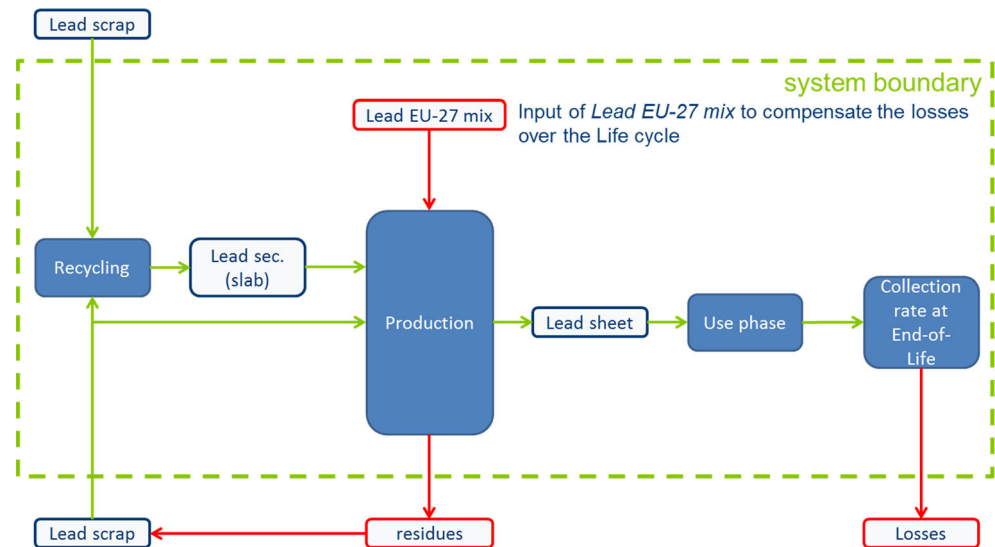 Lead scrap
system boundary
Lead EU-27 mix
Input of Lead EU-27 mix to compensate the losses
over the Life cycle
Recycling
Lead sec.
(slab)
Production
Lead sheet
Use phase
Collection
rate at
End-of-
Life
Lead scrap
residues
Losses